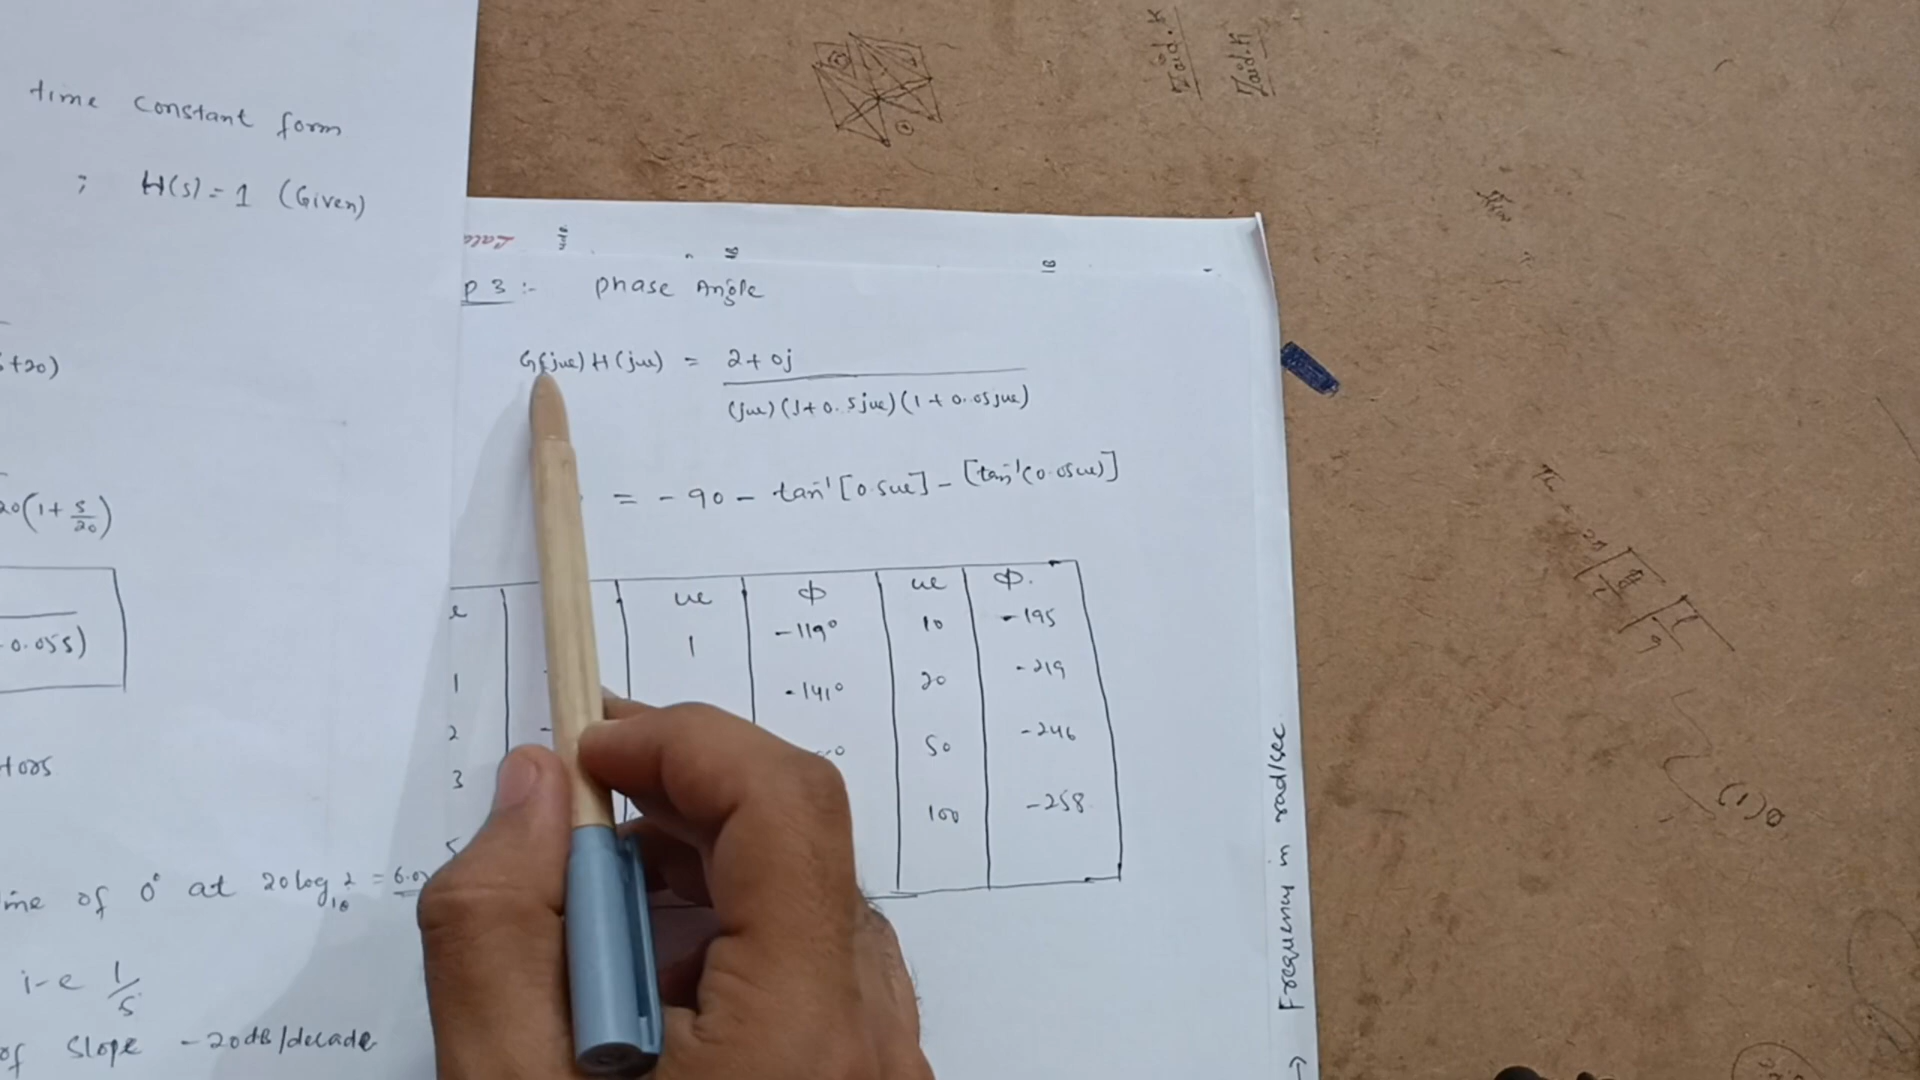 time constant form
; H(s) = 1 (Given)
+20)
20(1+ s/20)
0.05s)
tors
of 0° at 20log₁₀ 2 = 6.0
i-e 1/s
of slope -20dB/decade
p 3 :- Phase Angle
G(jω)H(jω) = 2+0j / (jω)(1+0.5jω)(1+0.05jω)
= -90 - tan⁻¹[0.5ω] - [tan⁻¹(0.05ω)]
ω ϕ ω ϕ.
1 -119° 10 -195
1 -141° 20 -219
2 50 -246
3 100 -258
5
→ Frequency in rad/sec
Zaid.K
Zaid.K